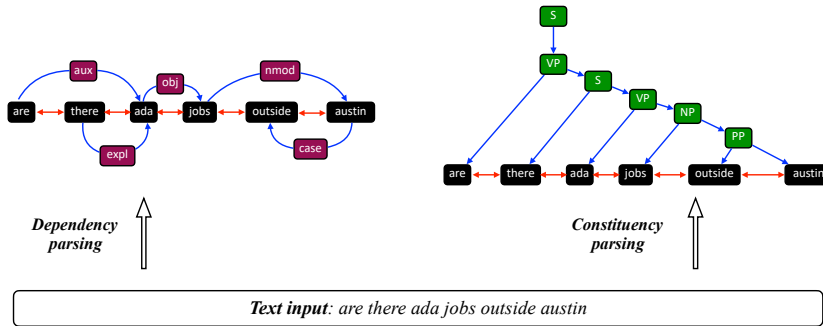 S
VP
aux
obj
nmod
S
VP
NP
are there ada jobs outside austin
PP
expl
case
are there ada jobs outside austin
Dependency
parsing
Constituency
parsing
Text input: are there ada jobs outside austin